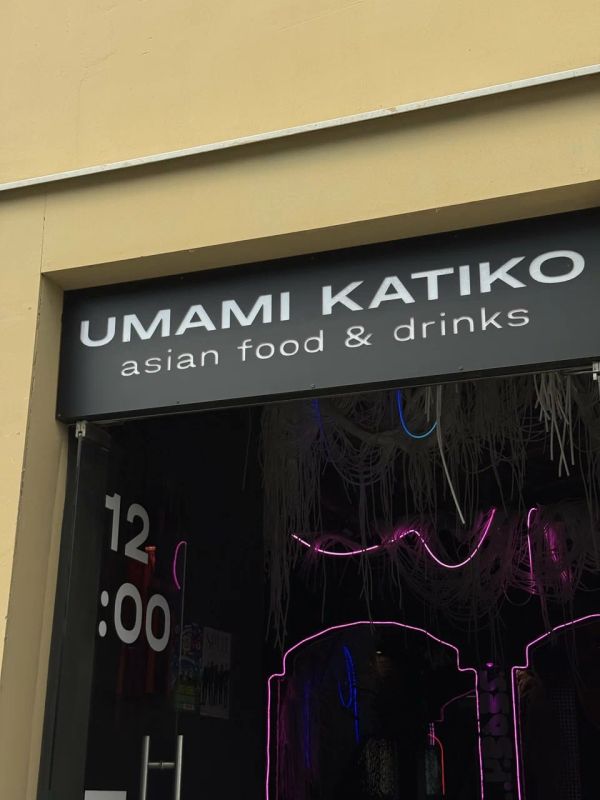 UMAMI KATIKO
asian food & drinks
12
:00